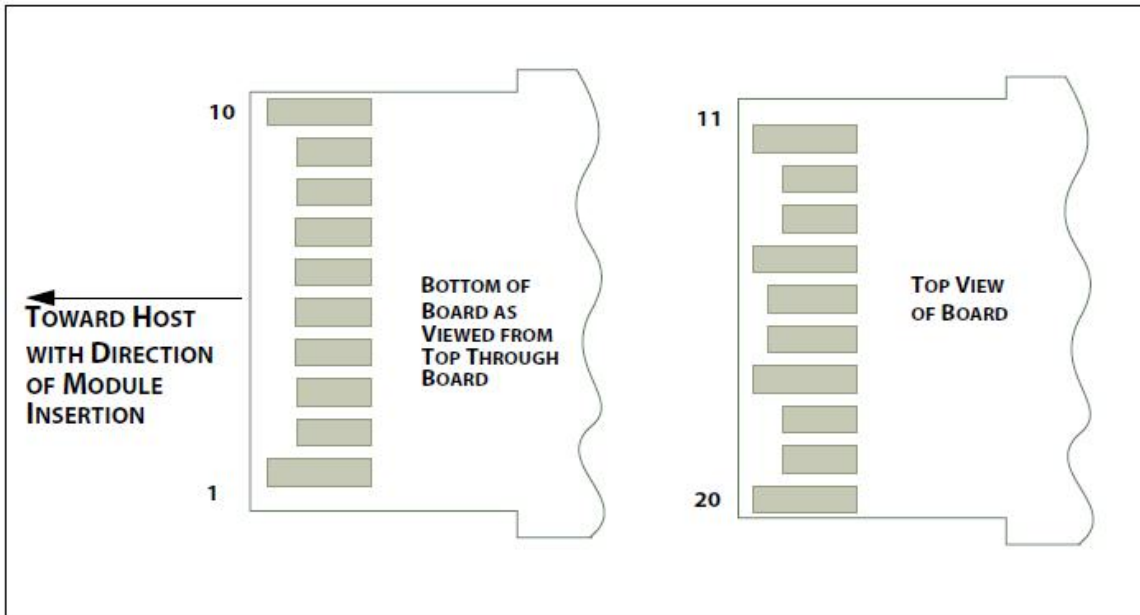 10
1
TOWARD HOST
WITH DIRECTION
OF MODULE
INSERTION
BOTTOM OF
BOARD AS
VIEWED FROM
TOP THROUGH
BOARD
11
20
TOP VIEW
OF BOARD